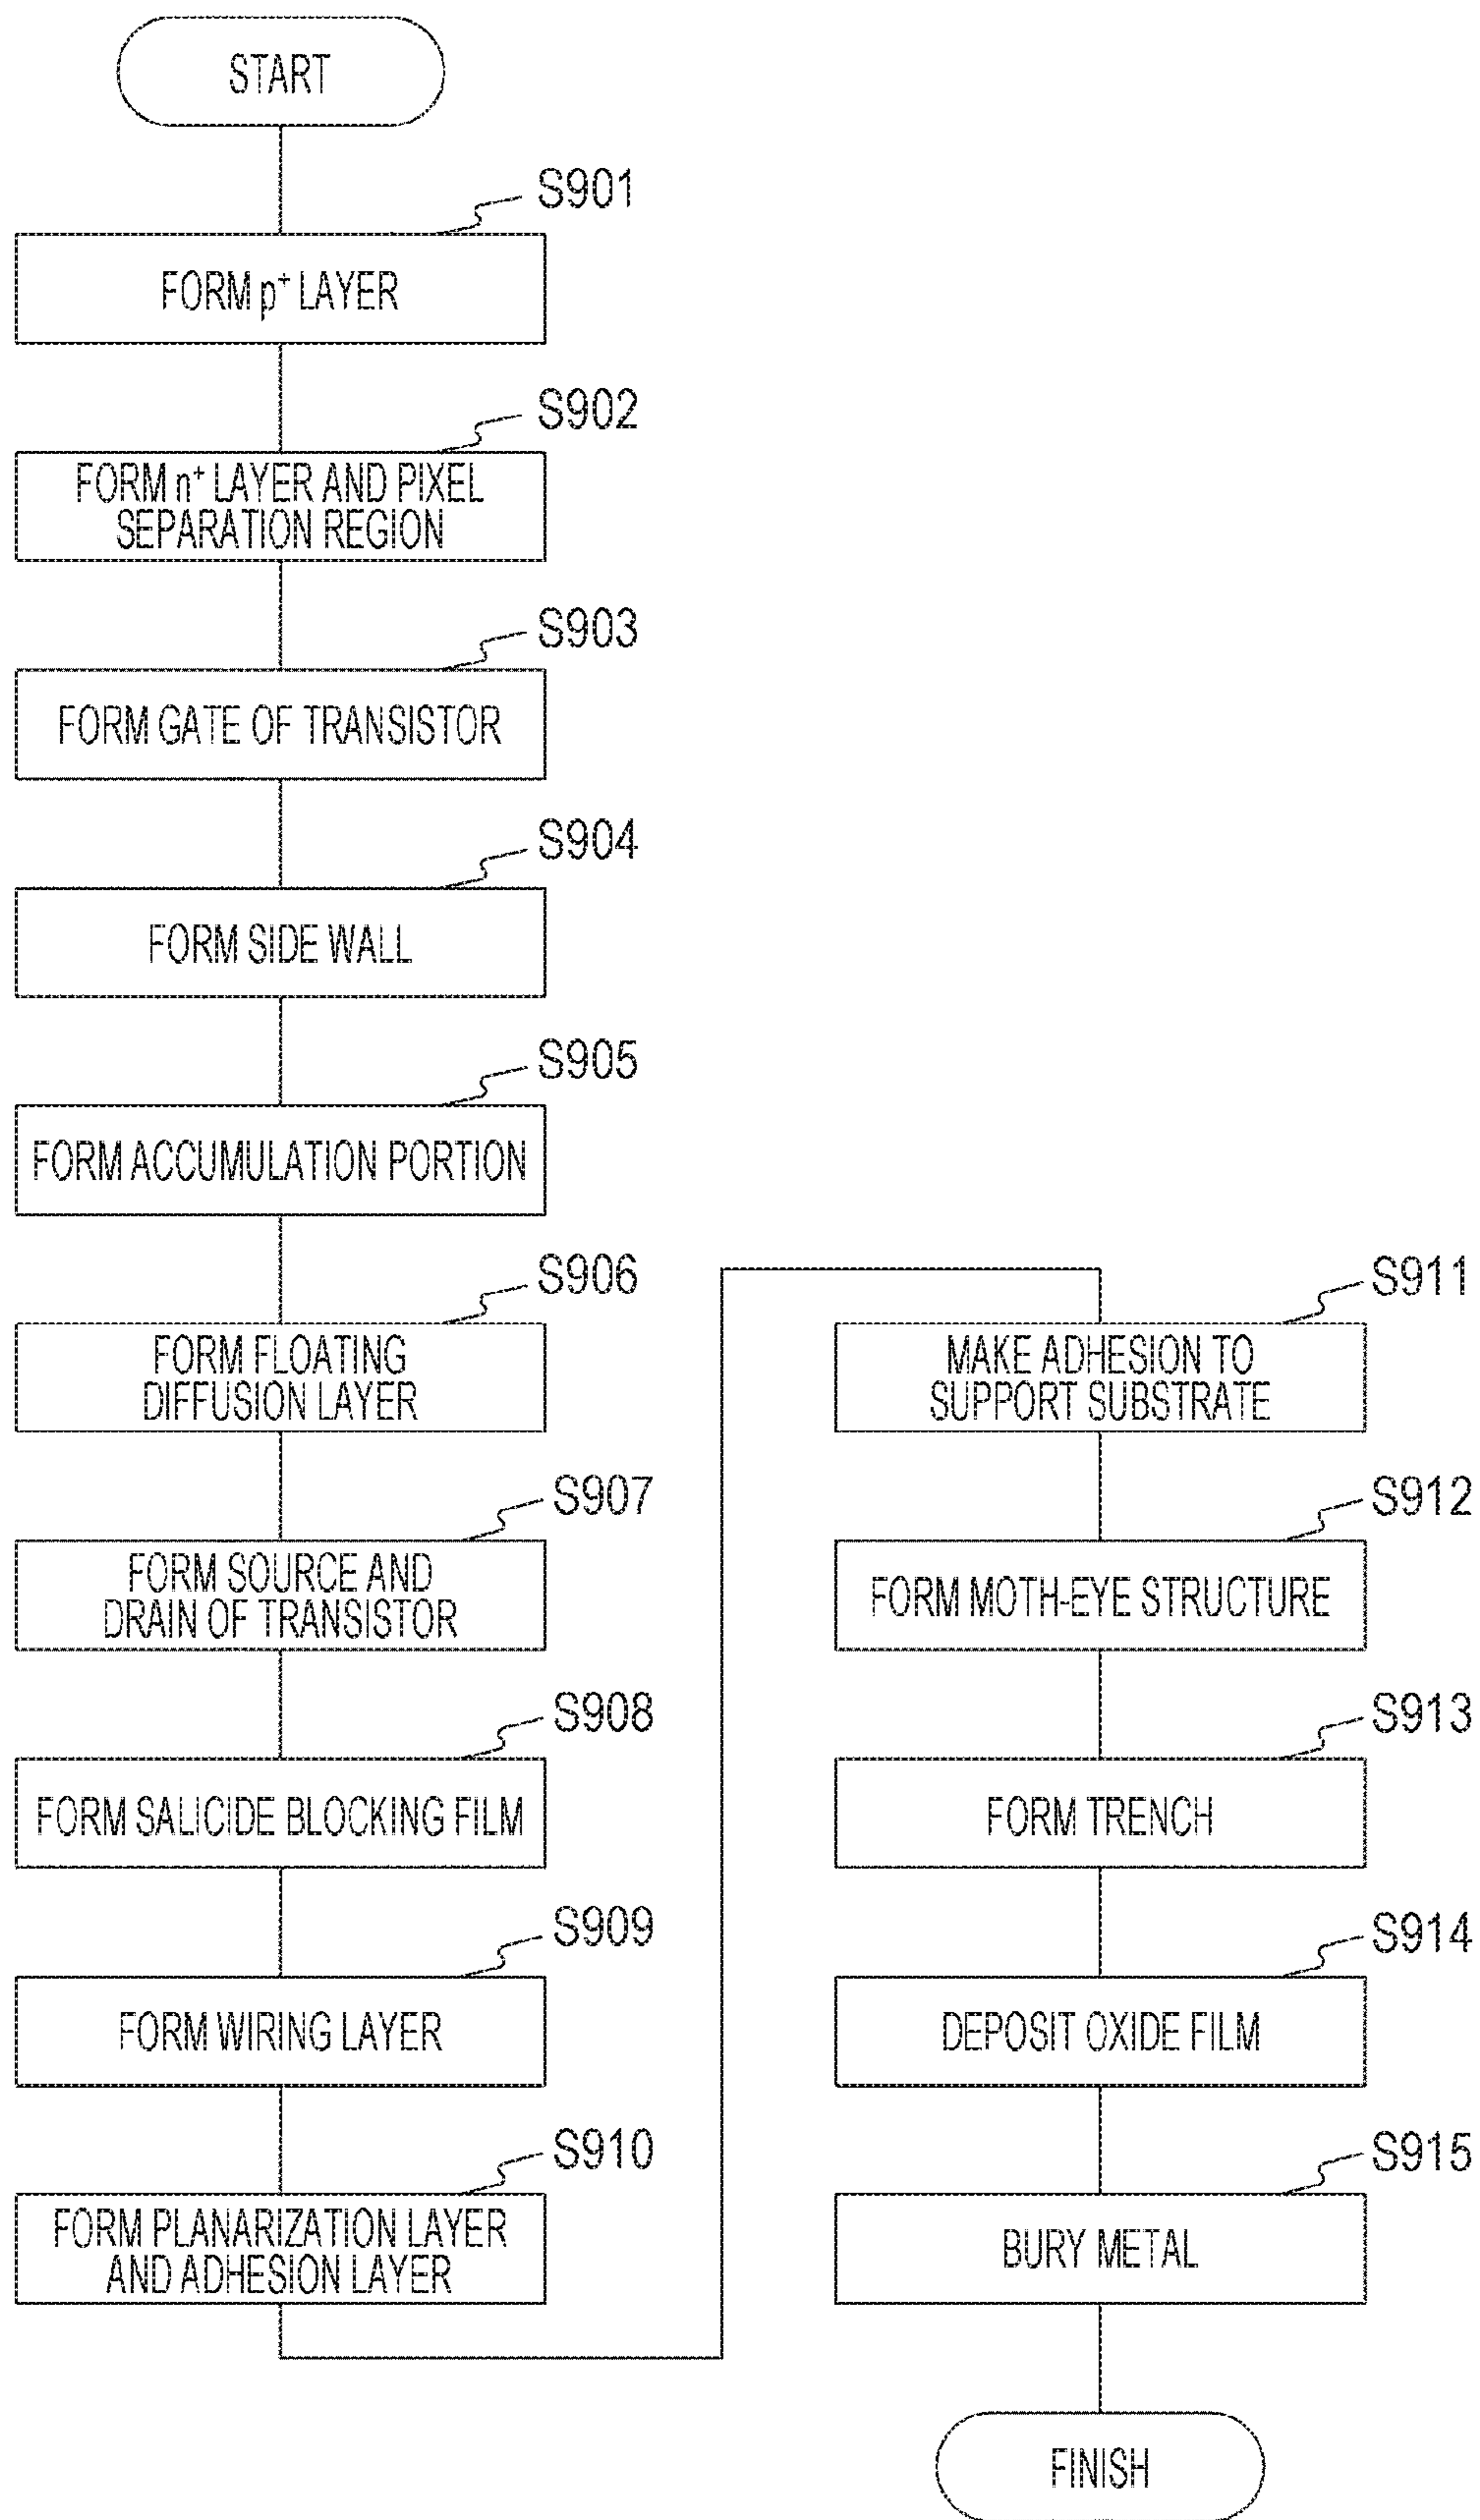 START
S901
FORM p⁺ LAYER
S902
FORM n⁺ LAYER AND PIXEL
SEPARATION REGION
S903
FORM GATE OF TRANSISTOR
S904
FORM SIDE WALL
S905
FORM ACCUMULATION PORTION
S906
FORM FLOATING
DIFFUSION LAYER
S907
FORM SOURCE AND
DRAIN OF TRANSISTOR
S908
FORM SALICIDE BLOCKING FILM
S909
FORM WIRING LAYER
S910
FORM PLANARIZATION LAYER
AND ADHESION LAYER
S911
MAKE ADHESION TO
SUPPORT SUBSTRATE
S912
FORM MOTH-EYE STRUCTURE
S913
FORM TRENCH
S914
DEPOSIT OXIDE FILM
S915
BURY METAL
FINISH